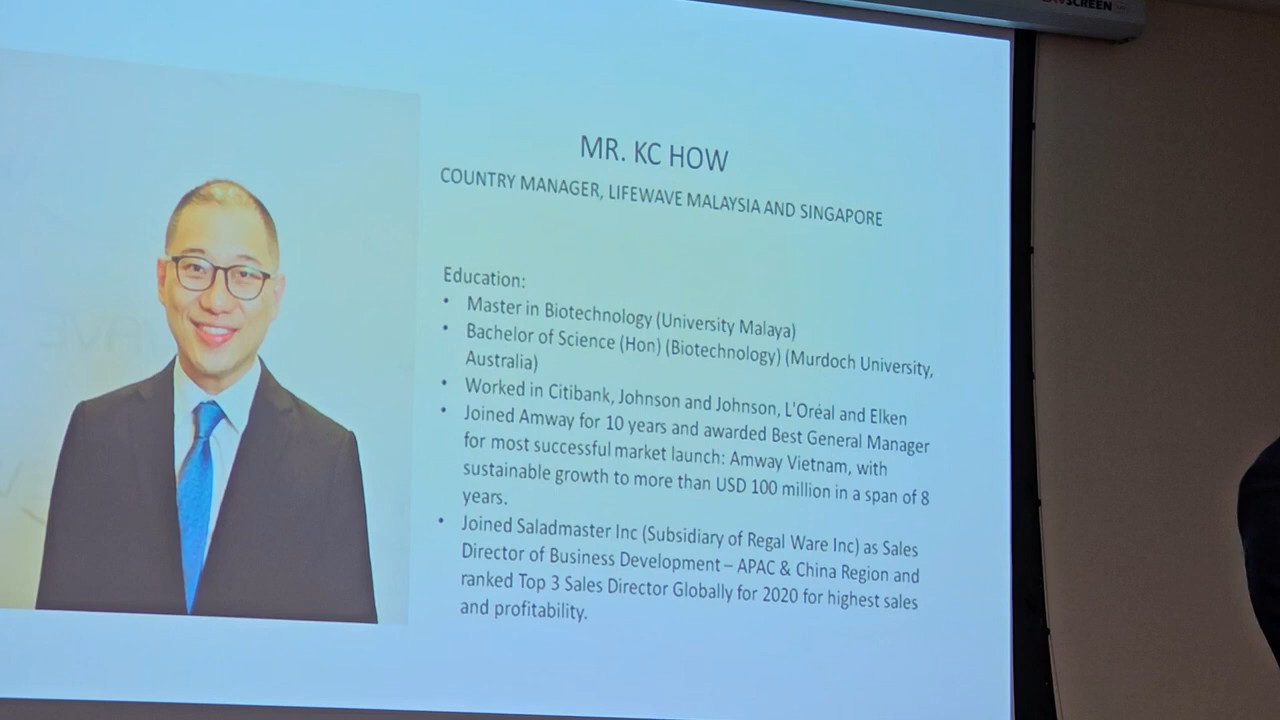 SCREEN
MR. KC HOW
COUNTRY MANAGER, LIFEWAVE MALAYSIA AND SINGAPORE
Education:
• Master in Biotechnology (University Malaya)
• Bachelor of Science (Hon) (Biotechnology) (Murdoch University,
Australia)
• Worked in Citibank, Johnson and Johnson, L'Oréal and Elken
• Joined Amway for 10 years and awarded Best General Manager
for most successful market launch: Amway Vietnam, with
sustainable growth to more than USD 100 million in a span of 8
years.
• Joined Saladmaster Inc (Subsidiary of Regal Ware Inc) as Sales
Director of Business Development – APAC & China Region and
ranked Top 3 Sales Director Globally for 2020 for highest sales
and profitability.